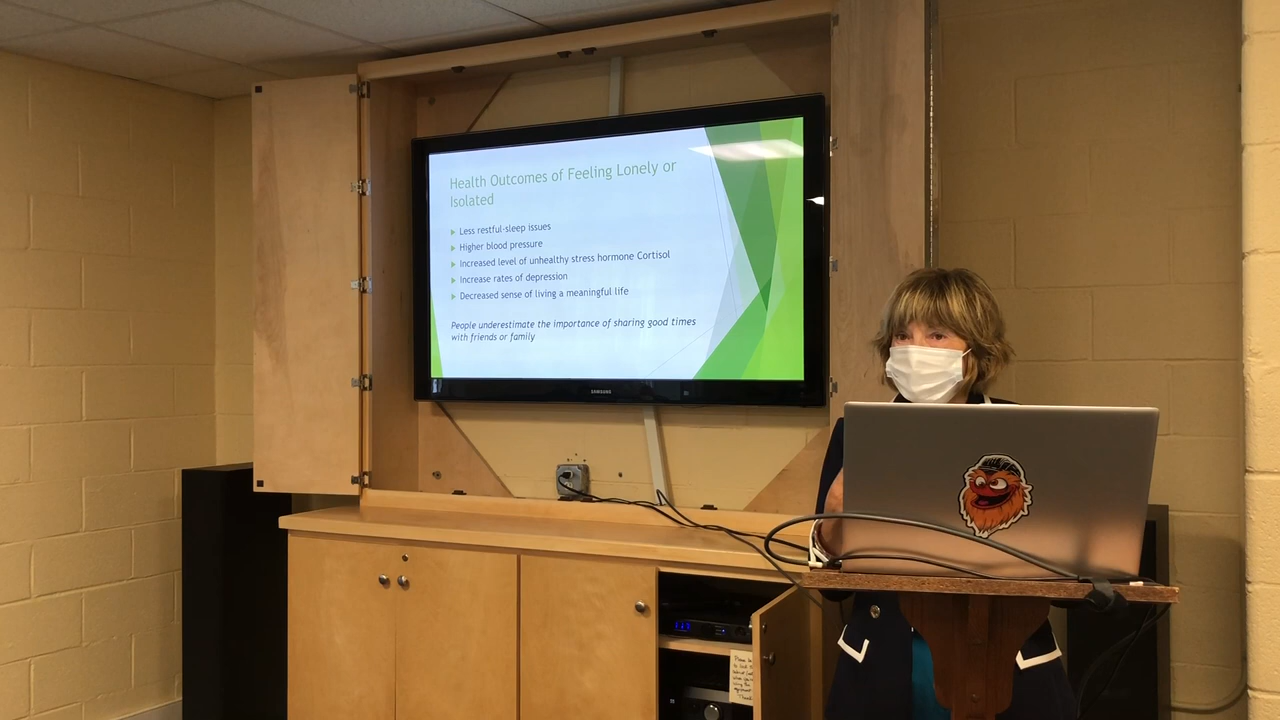 Health Outcomes of Feeling Lonely or
Isolated
Less restful-sleep issues
Higher blood pressure
Increased level of unhealthy stress hormone Cortisol
Increase rates of depression
Decreased sense of living a meaningful life
People underestimate the importance of sharing good times
with friends or family
SAMSUNG